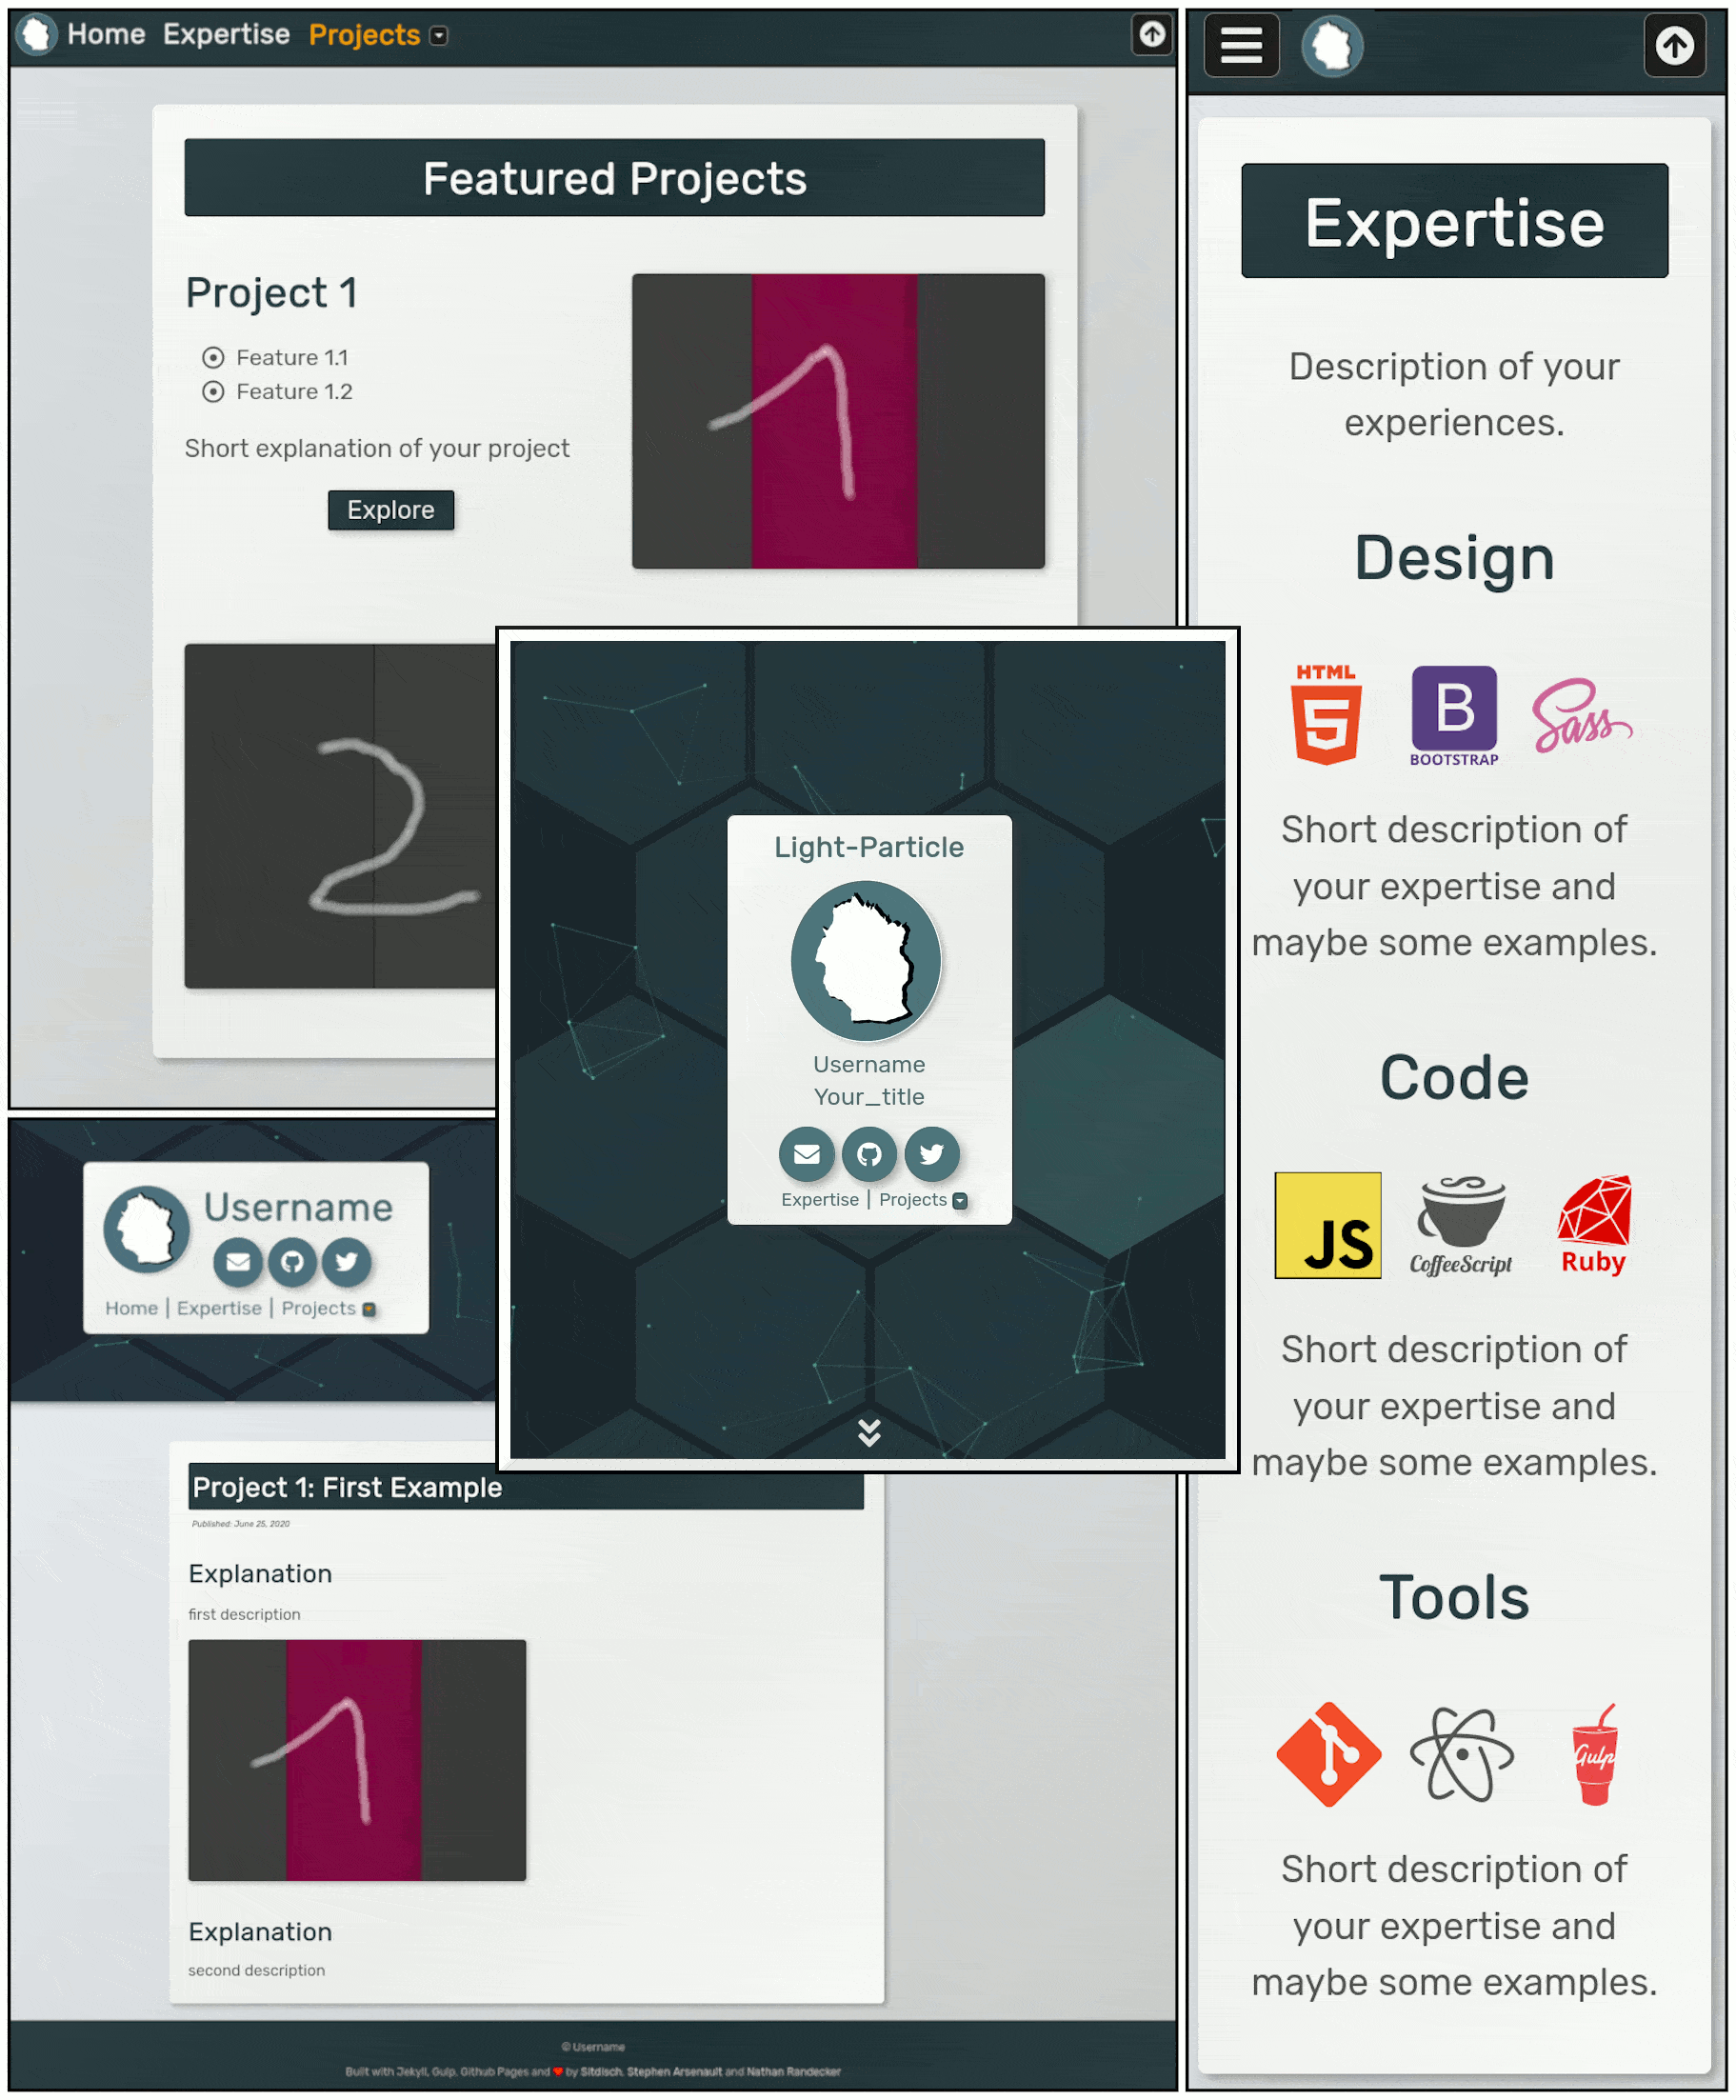 Home Expertise Projects
Featured Projects
Project 1
Feature 1.1
Feature 1.2
Short explanation of your project
Explore
1
2
Username
Home | Expertise | Projects
Project 1: First Example
Published: June 25, 2020
Explanation
first description
1
Explanation
second description
© Username
Built with Jekyll, Gulp, Github Pages and ❤ by Sitdisch, Stephen Arsenault and Nathan Randecker
Light-Particle
Username
Your_title
Expertise | Projects
Expertise
Description of your
experiences.
Design
HTML
5
B
BOOTSTRAP
Sass
Short description of
your expertise and
maybe some examples.
Code
JS
CoffeeScript
Ruby
Short description of
your expertise and
maybe some examples.
Tools
Gulp
Short description of
your expertise and
maybe some examples.